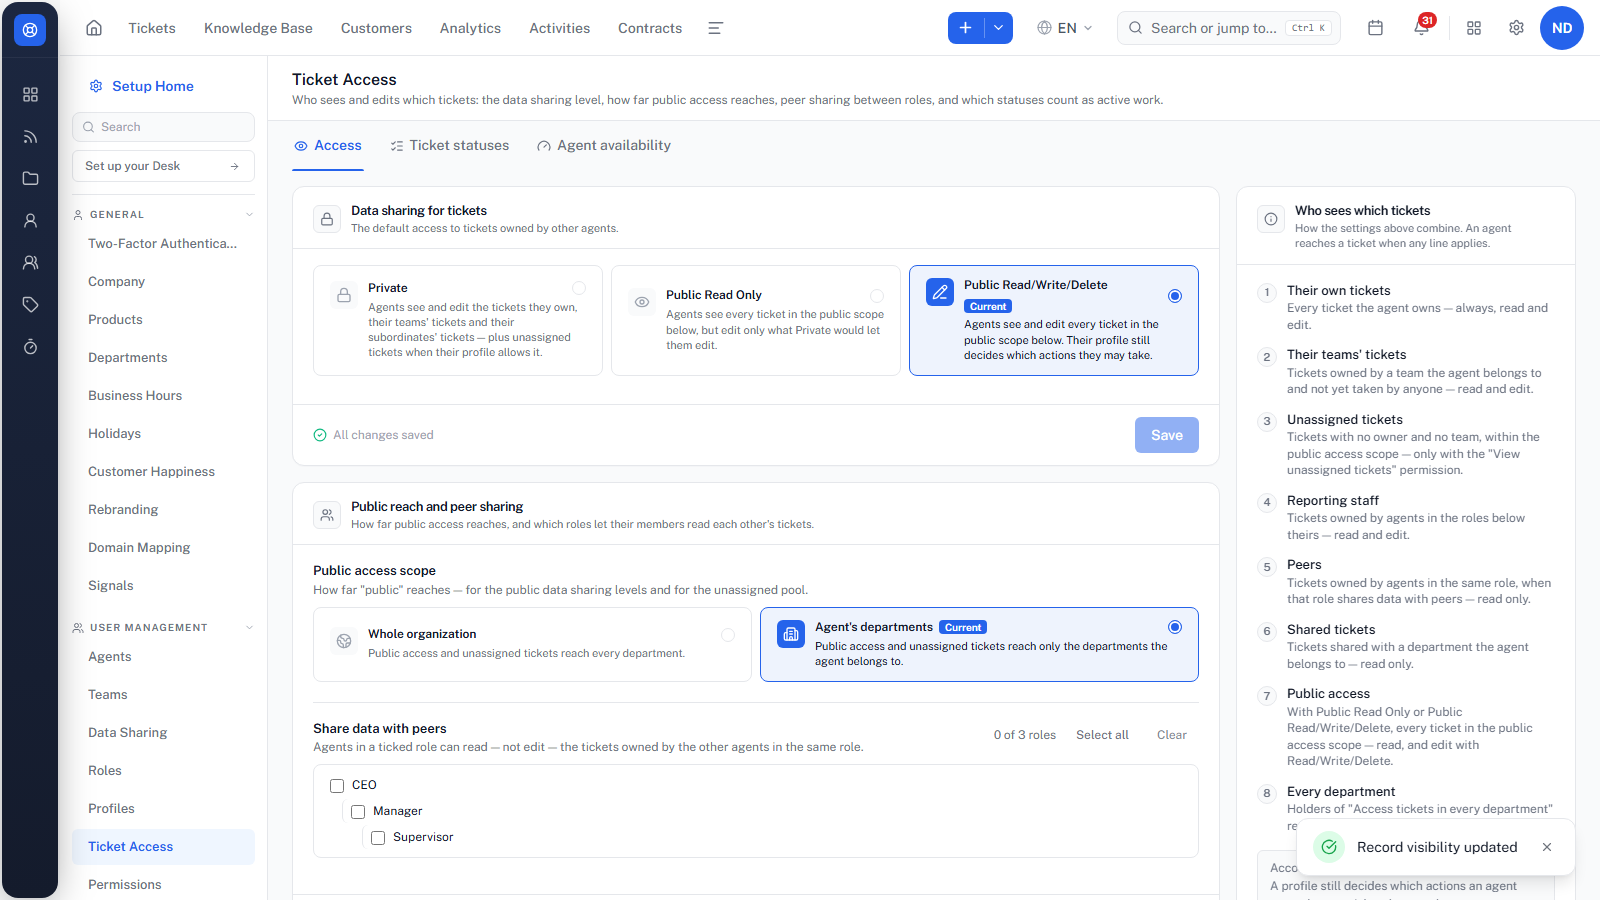 Tickets
Knowledge Base
Customers
Analytics
Activities
Contracts
EN
Search or jump to...
Ctrl K
31
ND
Setup Home
Search
Set up your Desk
GENERAL
Two-Factor Authentica...
Company
Products
Departments
Business Hours
Holidays
Customer Happiness
Rebranding
Domain Mapping
Signals
USER MANAGEMENT
Agents
Teams
Data Sharing
Roles
Profiles
Ticket Access
Permissions
Ticket Access
Who sees and edits which tickets: the data sharing level, how far public access reaches, peer sharing between roles, and which statuses count as active work.
Access
Ticket statuses
Agent availability
Data sharing for tickets
The default access to tickets owned by other agents.
Private
Agents see and edit the tickets they own,
their teams' tickets and their
subordinates' tickets — plus unassigned
tickets when their profile allows it.
Public Read Only
Agents see every ticket in the public scope
below, but edit only what Private would let
them edit.
Public Read/Write/Delete
Current
Agents see and edit every ticket in the
public scope below. Their profile still
decides which actions they may take.
All changes saved
Save
Public reach and peer sharing
How far public access reaches, and which roles let their members read each other's tickets.
Public access scope
How far "public" reaches — for the public data sharing levels and for the unassigned pool.
Whole organization
Public access and unassigned tickets reach every department.
Agent's departments Current
Public access and unassigned tickets reach only the departments the
agent belongs to.
Share data with peers
Agents in a ticked role can read — not edit — the tickets owned by the other agents in the same role.
0 of 3 roles
Select all
Clear
CEO
Manager
Supervisor
Who sees which tickets
How the settings above combine. An agent
reaches a ticket when any line applies.
1 Their own tickets
Every ticket the agent owns — always, read and
edit.
2 Their teams' tickets
Tickets owned by a team the agent belongs to
and not yet taken by anyone — read and edit.
3 Unassigned tickets
Tickets with no owner and no team, within the
public access scope — only with the "View
unassigned tickets" permission.
4 Reporting staff
Tickets owned by agents in the roles below
theirs — read and edit.
5 Peers
Tickets owned by agents in the same role, when
that role shares data with peers — read only.
6 Shared tickets
Tickets shared with a department the agent
belongs to — read only.
7 Public access
With Public Read Only or Public
Read/Write/Delete, every ticket in the public
access scope — read, and edit with
Read/Write/Delete.
8 Every department
Holders of "Access tickets in every department"
Record visibility updated
A profile still decides which actions an agent